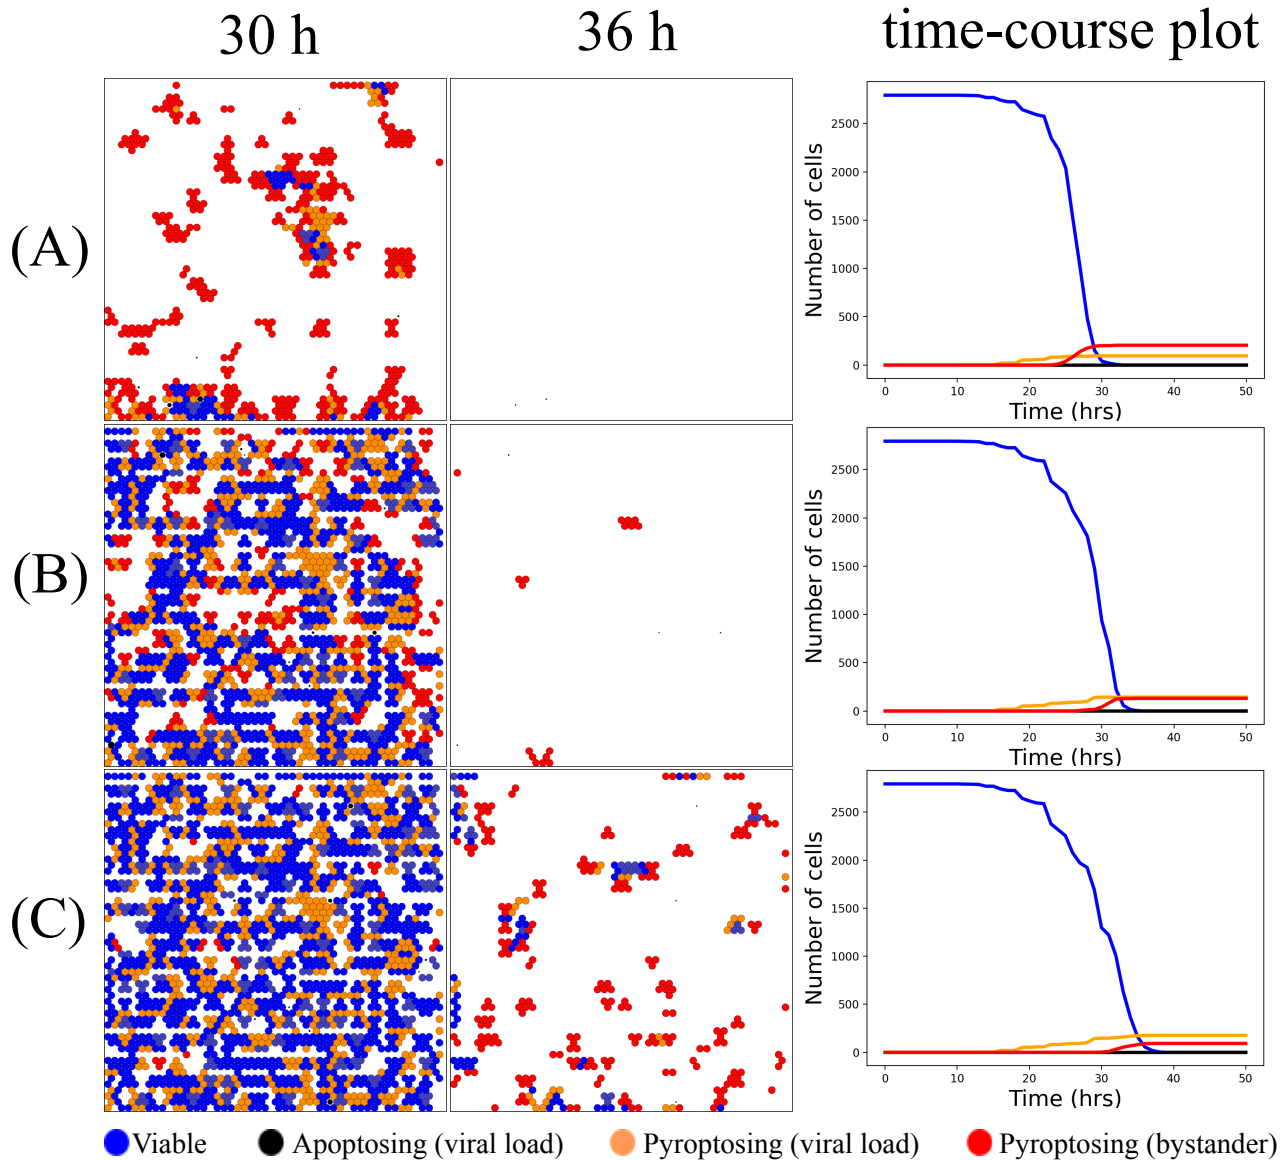 30 h 36 h time-course plot
(A)
Number of cells
2500
2000
1500
1000
500
0
0 10 20 30 40 50
Time (hrs)
(B)
Number of cells
2500
2000
1500
1000
500
0
0 10 20 30 40 50
Time (hrs)
(C)
Number of cells
2500
2000
1500
1000
500
0
0 10 20 30 40 50
Time (hrs)
Viable Apoptosing (viral load) Pyroptosing (viral load) Pyroptosing (bystander)